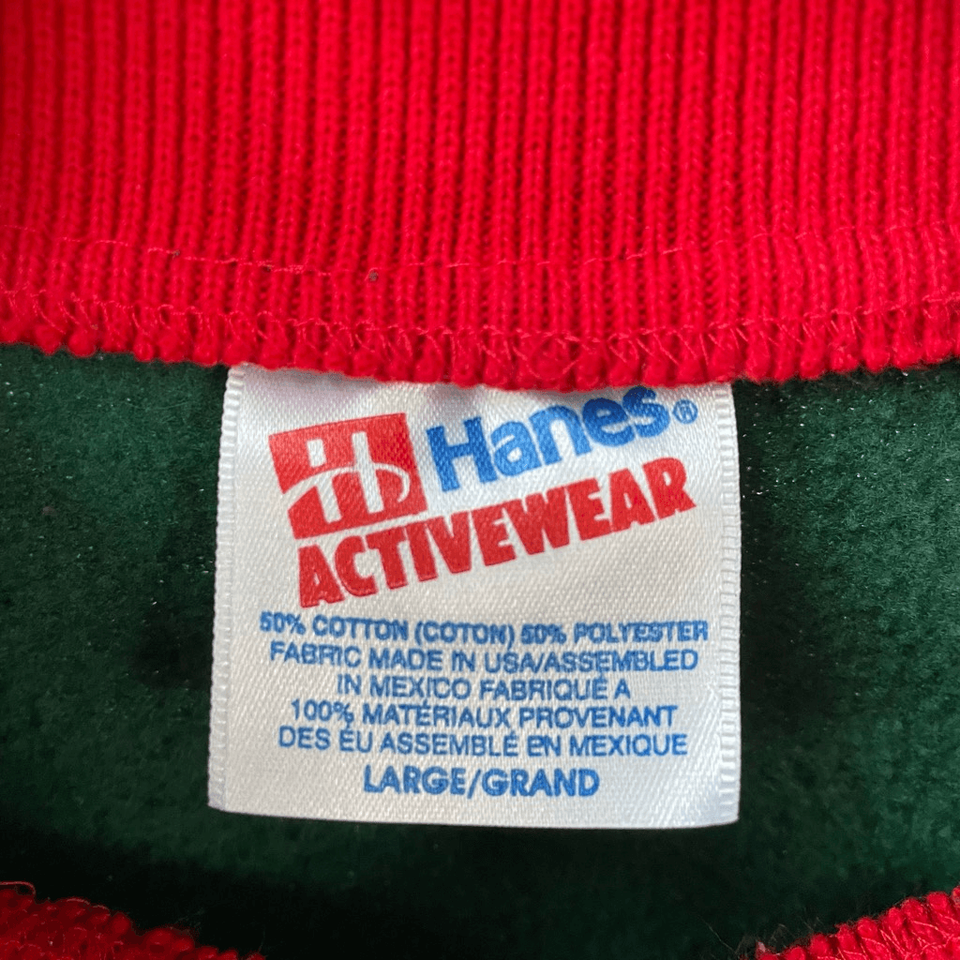 Hanes®
ACTIVEWEAR
50% COTTON (COTON) 50% POLYESTER
FABRIC MADE IN USA/ASSEMBLED
IN MEXICO FABRIQUÉ A
100% MATÉRIAUX PROVENANT
DES ÉU ASSEMBLÉ EN MEXIQUE
LARGE/GRAND